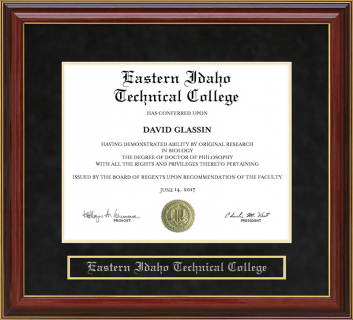 Eastern Idaho
Technical College
HAS CONFERRED UPON
DAVID GLASSIN
HAVING DEMONSTRATED ABILITY BY ORIGINAL RESEARCH
IN BIOLOGY
THE DEGREE OF DOCTOR OF PHILOSOPHY
WITH ALL THE RIGHTS AND PRIVILEGES THERETO PERTAINING
ISSUED BY THE BOARD OF REGENTS UPON RECOMMENDATION OF THE FACULTY
JUNE 14, 2017
PROVOST
PRESIDENT
Eastern Idaho Technical College